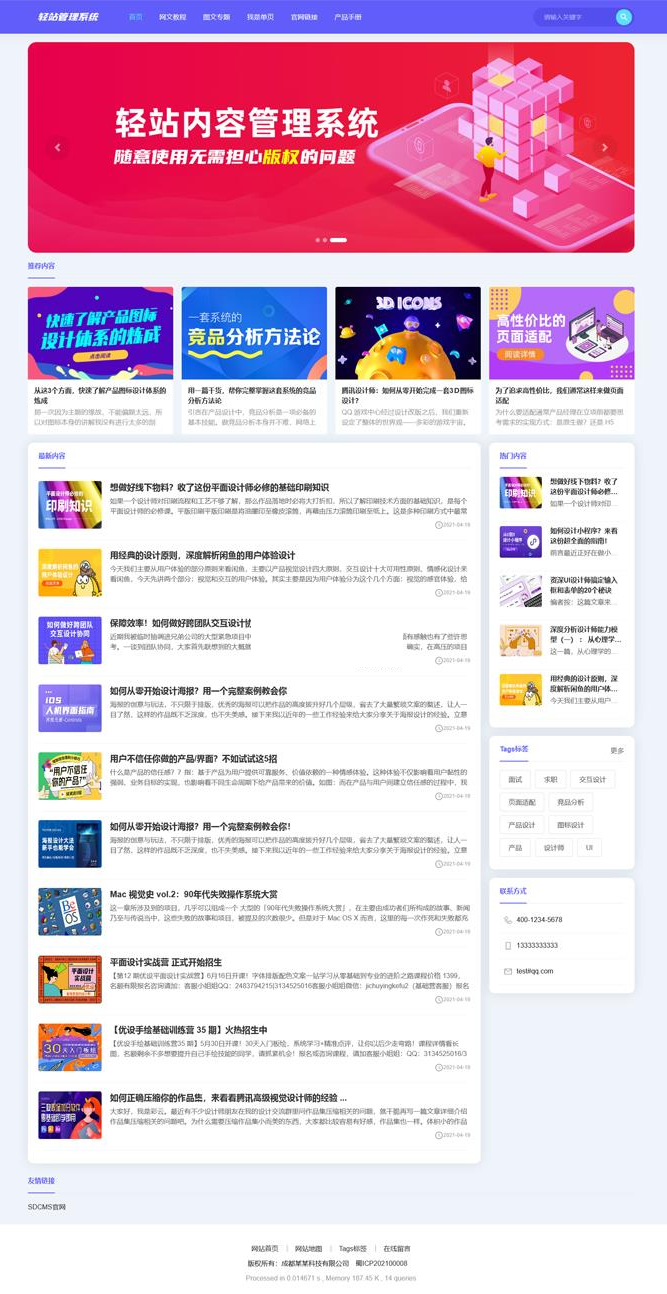 轻站管理系统
首页 网文教程 图文专题 我是单页 官网链接 产品手册
请输入关键字
轻站内容管理系统
随意使用无需担心版权的问题
推荐内容
快速了解产品图标
设计体系的炼成
点击阅读
一套系统的
竞品分析方法论
3D ICONS
高性价比的
页面适配
阅读详情
从这3个方面，快速了解产品图标设计体系的
炼成
用一篇干货，帮你完整掌握这套系统的竞品
分析方法论
引言在产品设计中，竞品分析是一项必备的
基本技能。做竞品分析本身并不难，网络上
腾讯设计师：如何从零开始完成一套3D图标
设计？
QQ 游戏中心经过设计改版之后，我们重新
设定了整体的世界观——多彩的游戏宇宙。
为了追求高性价比，我们通常这样来做页面
适配
为什么要适配通常产品经理在立项前都要思
考需求的实现方式：是原生做？还是 H5
最新内容
想做好线下物料？收了这份平面设计师必修的基础印刷知识
如果一个设计师对印刷流程和工艺不够了解，那么作品落地时必将大打折扣，所以了解印刷技术方面的基础知识，是每个
平面设计师的必修课。平版印刷平版印刷是将油墨印至橡皮滚筒，再藉由压力滚筒印刷至纸上。这是多种印刷方式中最常
2021-04-19
用经典的设计原则，深度解析闲鱼的用户体验设计
今天我们主要从用户体验的部分原则来看闲鱼，主要以产品视觉设计四大原则，交互设计十大可用性原则，情感化设计来
看闲鱼，今天先讲两个部分：视觉和交互的用户体验。其实主要是因为用户体验分为这个几个方面：视觉的感官体验，给
2021-04-19
保障效率！如何做好跨团队交互设计协
近期我被临时抽调进兄弟公司的大型紧急项目中
有感触也有了些许思
考。一谈到团队协同，大家首先联想到的大概就
确实，在高压的项目
2021-04-19
如何从零开始设计海报？用一个完整案例教会你
海报的创意与玩法，不只限于排版，优秀的海报可以把作品的高度拔升好几个层级，省去了大量繁琐文案的赘述，让人一
目了然，这样的作品既不乏深度，也不失美感。接下来我以近年的一些工作经验来给大家分享关于海报设计的经验。立意
2021-04-19
用户不信任你做的产品/界面？不如试试这5招
什么是产品的信任感？？指：基于产品为用户提供可靠服务、价值依赖的一种情感体验。这种体验不仅影响着用户黏性的
强弱、业务目标的实现，也影响着不同生命周期下给产品带来的价值。如图：而在产品与用户间建立信任感的过程中，我
2021-04-19
如何从零开始设计海报？用一个完整案例教会你！
海报的创意与玩法，不只限于排版，优秀的海报可以把作品的高度拔升好几个层级，省去了大量繁琐文案的赘述，让人一
目了然，这样的作品既不乏深度，也不失美感。接下来我以近年的一些工作经验来给大家分享关于海报设计的经验。立意
2021-04-19
Mac 视觉史 vol.2：90年代失败操作系统大赏
这一章所涉及到的项目，几乎可以组成一个 大型的「90年代失败操作系统大赏」，在主要由成功者们所构成的故事、新闻
乃至与传说当中，这些失败的故事和项目，被提及的次数很少。但是对于 Mac OS X 而言，这里的每一次作死和失败都充
2021-04-19
平面设计实战营 正式开始招生
【第12 期优设平面设计实战营】6月16日开课！字体排版配色文案一站学习从零基础到专业的进阶之路课程价格 1399，
名额有限报名咨询请加：客服小姐姐QQ：2483794215|3134525016客服小姐姐微信：jichuyingkefu2（基础营客服）报名
2021-04-19
【优设手绘基础训练营 35 期】火热招生中
【优设手绘基础训练营35 期】5月30日开课！30天入门板绘，系统学习+精准点评，让你以后少走弯路！课程详情看长
图，名额剩余不多想要提升自己手绘技能的同学，请抓紧机会！报名或咨询课程，请加客服小姐姐：QQ：3134525016/3
2021-04-19
如何正确压缩你的作品集，来看看腾讯高级视觉设计师的经验 ...
大家好，我是彩云。最近有不少设计师朋友在我的设计交流群里问作品集压缩相关的问题，就干脆再写一篇文章详细介绍
作品集压缩相关的问题吧。为什么需要压缩作品集小而美的东西，大家都比较容易有好感，作品集也一样。体积小的作品
2021-04-19
热门内容
想做好线下物料？收了
这份平面设计师必修...
如果一个设计师对印...
如何设计小程序？来看
这份超全面的指南！
前言最近正好在做小...
资深UI设计师搞定输入
框和表单的20个秘诀
编者按：这篇文章来...
深度分析设计师能力模
型（一）：从心理学...
这一篇，从心理学的...
用经典的设计原则，深
度解析闲鱼的用户体...
今天我们主要从用户...
Tags标签 更多
面试 求职 交互设计
页面适配 竞品分析
产品设计 图标设计
产品 设计师 UI
联系方式
400-1234-5678
13333333333
test#qq.com
友情链接
SDCMS官网
网站首页 | 网站地图 | Tags标签 | 在线留言
版权所有：成都某某科技有限公司 蜀ICP202100008
Processed in 0.014671 s , Memory 187.45 K , 14 queries